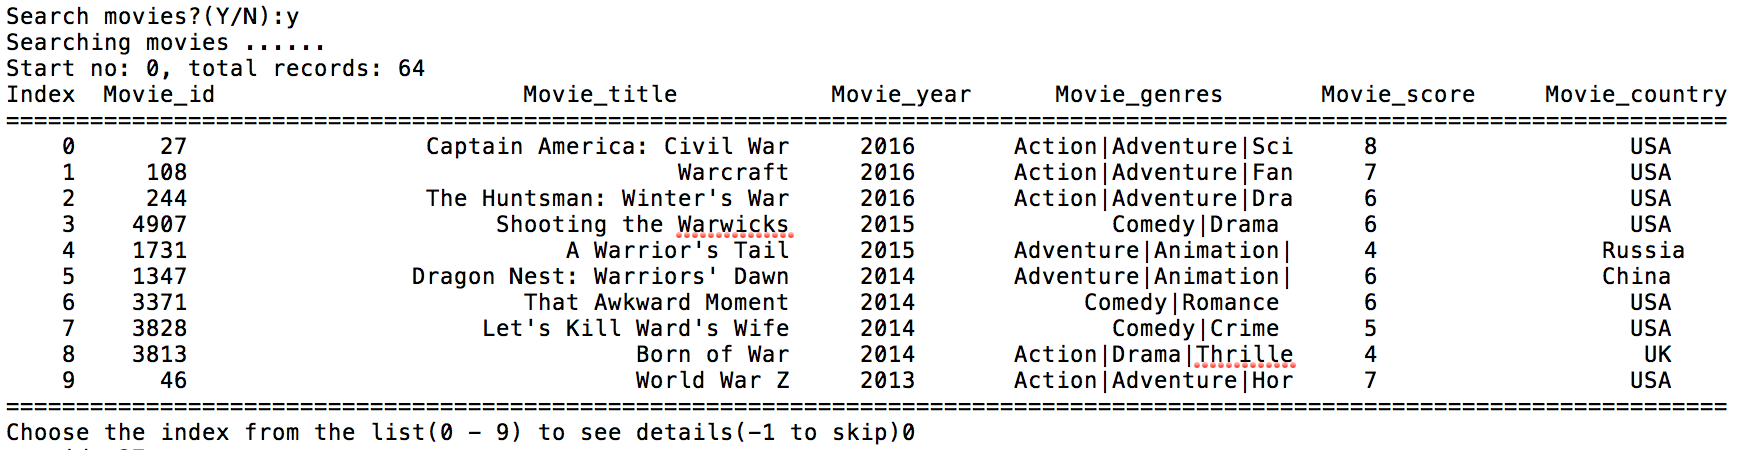 Search movies?(Y/N):y
Searching movies ......
Start no: 0, total records: 64
Index  Movie_id                      Movie_title           Movie_year      Movie_genres       Movie_score     Movie_country
===========================================================================================================================
    0      27                 Captain America: Civil War     2016       Action|Adventure|Sci     8                  USA
    1     108                                   Warcraft     2016       Action|Adventure|Fan     7                  USA
    2     244                 The Huntsman: Winter's War     2016       Action|Adventure|Dra     6                  USA
    3    4907                      Shooting the Warwicks     2015              Comedy|Drama      6                  USA
    4    1731                           A Warrior's Tail     2015       Adventure|Animation|     4                Russia
    5    1347                Dragon Nest: Warriors' Dawn     2014       Adventure|Animation|     6                China
    6    3371                        That Awkward Moment     2014            Comedy|Romance      6                  USA
    7    3828                     Let's Kill Ward's Wife     2014              Comedy|Crime      5                  USA
    8    3813                                Born of War     2014       Action|Drama|Thrille     4                   UK
    9      46                                World War Z     2013       Action|Adventure|Hor     7                  USA
===========================================================================================================================
Choose the index from the list(0 - 9) to see details(-1 to skip)0